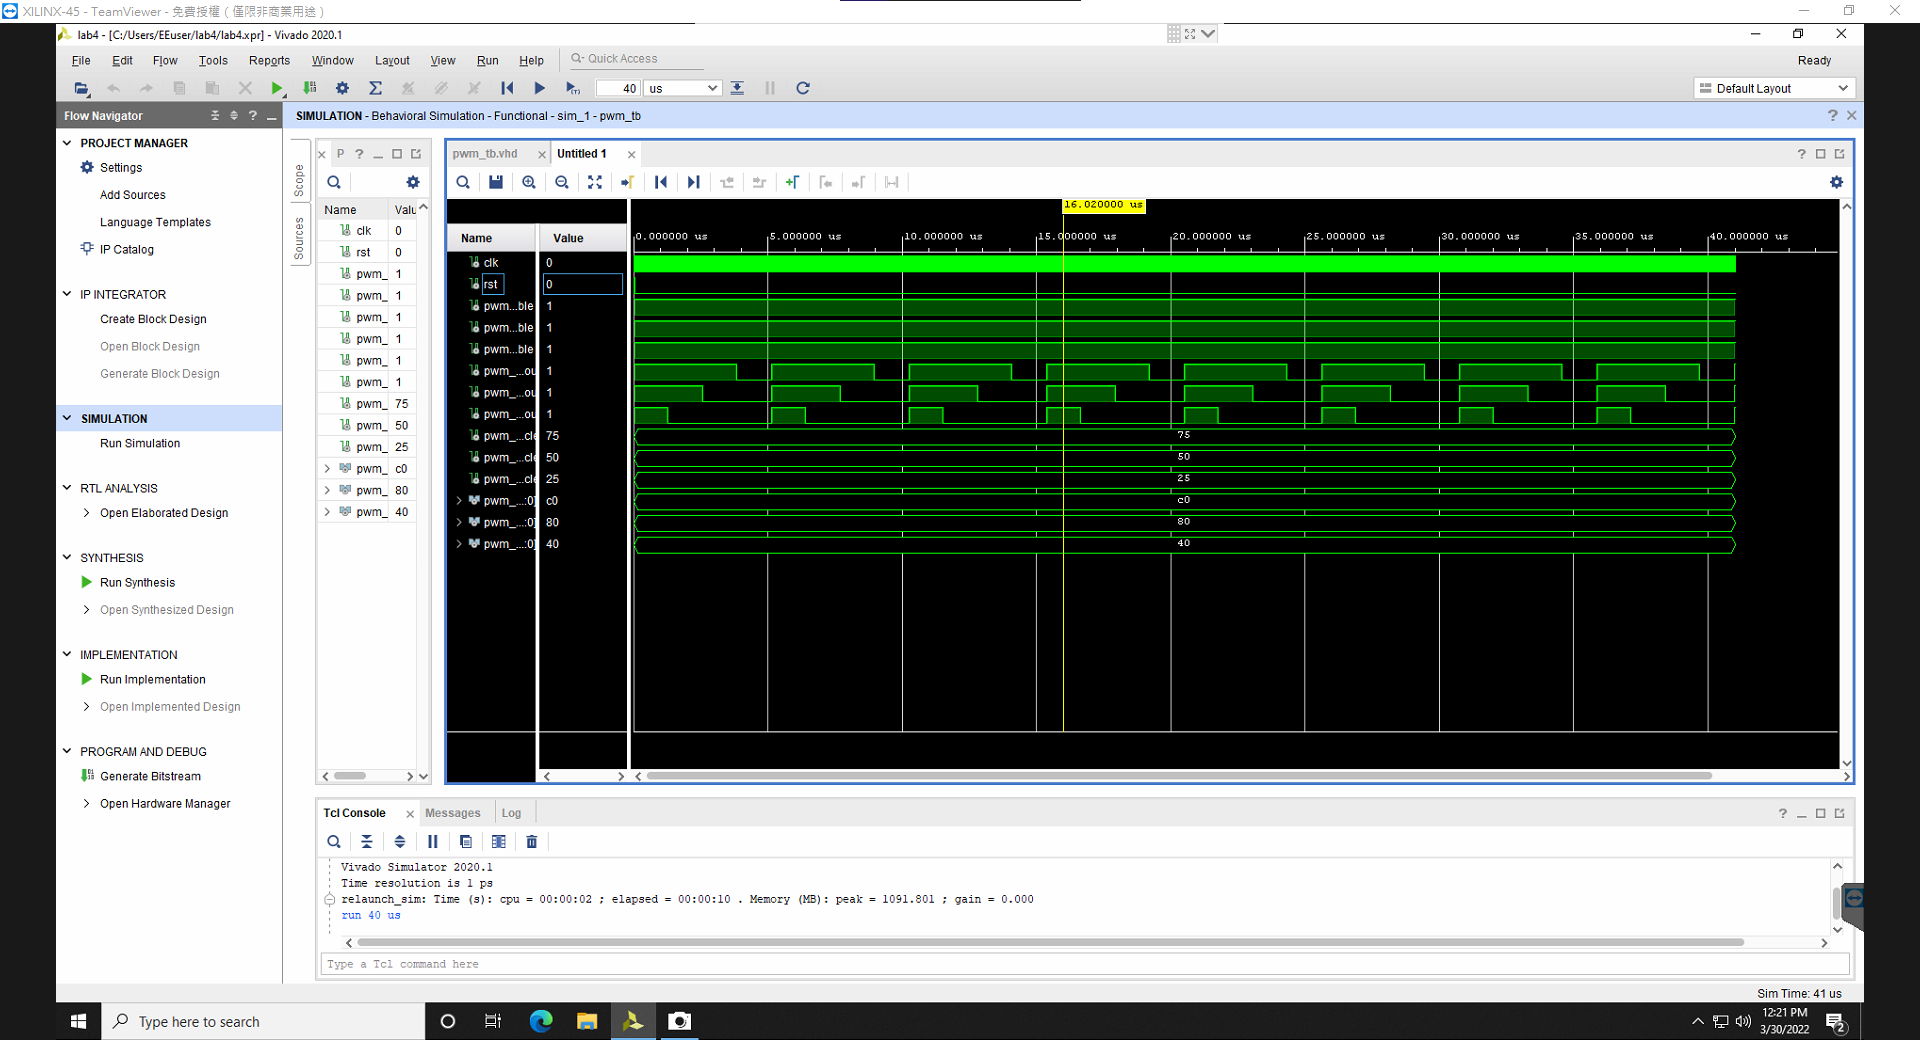 XILINX-45 - TeamViewer - 免費授權 ( 僅限非商業用途 )
lab4 - [C:/Users/EEuser/lab4/lab4.xpr] - Vivado 2020.1
File Edit Flow Tools Reports Window Layout View Run Help Quick Access Ready
40 us Default Layout
Flow Navigator ?
SIMULATION - Behavioral Simulation - Functional - sim_1 - pwm_tb ?
PROJECT MANAGER
Settings
Add Sources
Language Templates
IP Catalog
IP INTEGRATOR
Create Block Design
Open Block Design
Generate Block Design
SIMULATION
Run Simulation
RTL ANALYSIS
Open Elaborated Design
SYNTHESIS
Run Synthesis
Open Synthesized Design
IMPLEMENTATION
Run Implementation
Open Implemented Design
PROGRAM AND DEBUG
Generate Bitstream
Open Hardware Manager
Scope
Sources
P ?
Name Valu
clk 0
rst 0
pwm_ 1
pwm_ 1
pwm_ 1
pwm_ 1
pwm_ 1
pwm_ 1
pwm_ 75
pwm_ 50
pwm_ 25
pwm_ c0
pwm_ 80
pwm_ 40
pwm_tb.vhd Untitled 1 ?
16.020000 us
Name Value 0.000000 us 5.000000 us 10.000000 us 15.000000 us 20.000000 us 25.000000 us 30.000000 us 35.000000 us 40.000000 us
clk 0
rst 0
pwm...ble 1
pwm...ble 1
pwm...ble 1
pwm_...ou 1
pwm_...ou 1
pwm_...ou 1
pwm_...cle 75 75
pwm_...cle 50 50
pwm_...cle 25 25
pwm_...:0] c0 c0
pwm_...:0] 80 80
pwm_...:0] 40 40
Tcl Console Messages Log ?
Vivado Simulator 2020.1
Time resolution is 1 ps
relaunch_sim: Time (s): cpu = 00:00:02 ; elapsed = 00:00:10 . Memory (MB): peak = 1091.801 ; gain = 0.000
run 40 us
Type a Tcl command here
Sim Time: 41 us
Type here to search
12:21 PM
3/30/2022
2